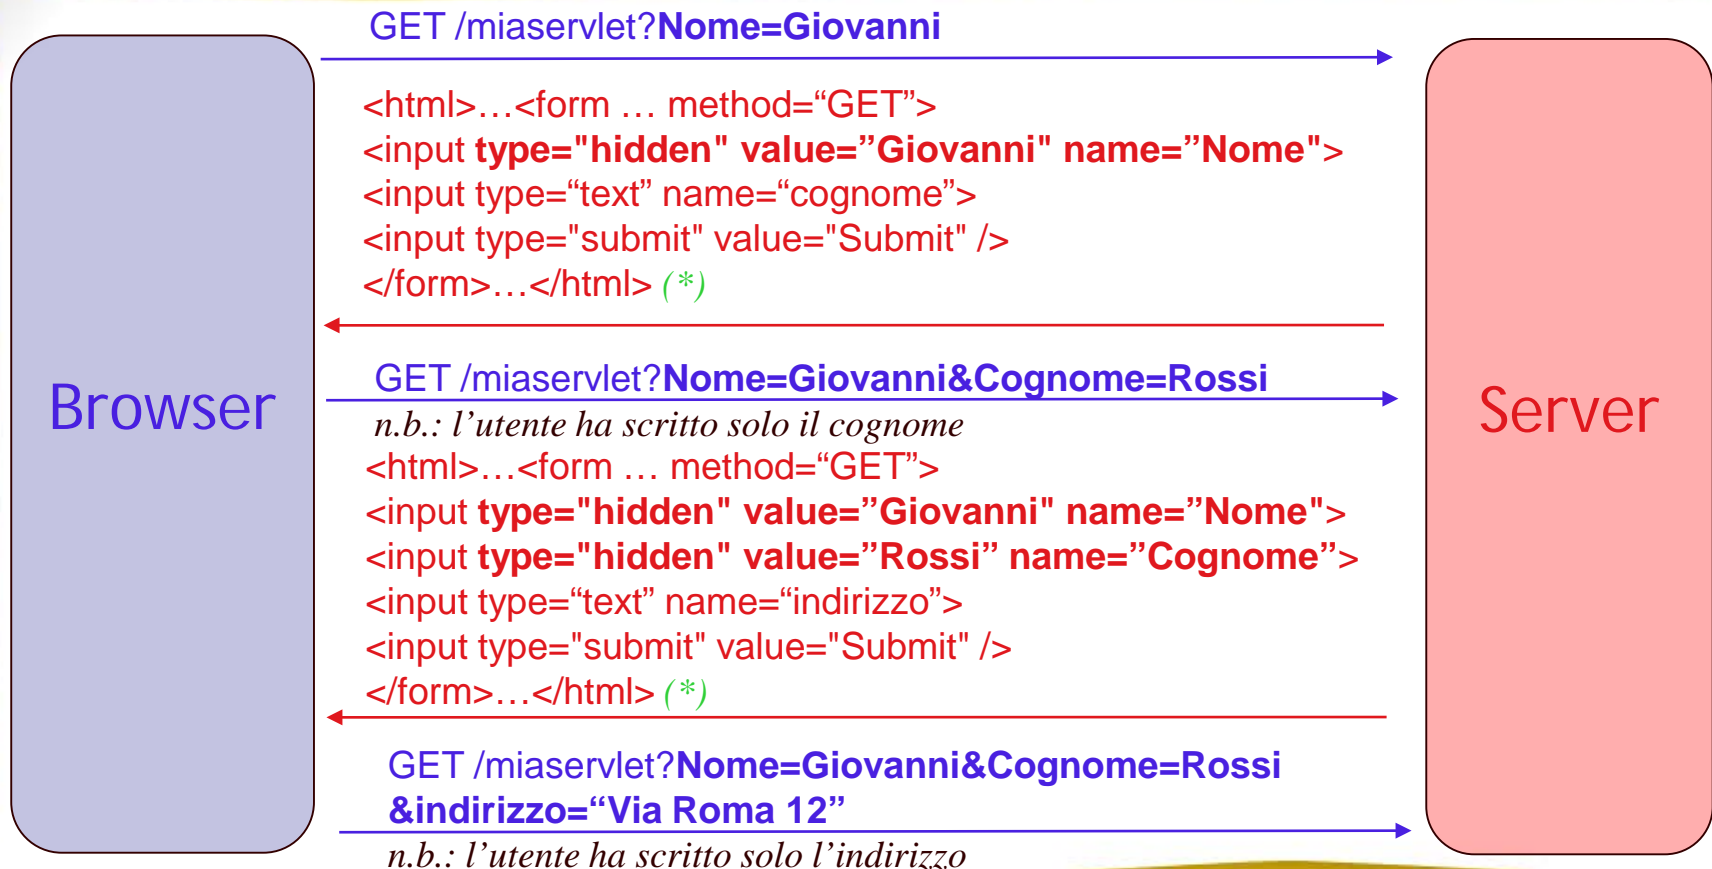 GET /miaservlet?Nome=Giovanni
<html>…<form … method=“GET”>
<input type="hidden" value=”Giovanni" name=”Nome">
<input type=“text” name=“cognome”>
<input type="submit" value="Submit" />
</form>…</html> (*)
GET /miaservlet?Nome=Giovanni&Cognome=Rossi
Browser
Server
n.b.: l’utente ha scritto solo il cognome
<html>…<form … method=“GET”>
<input type="hidden" value=”Giovanni" name=”Nome">
<input type="hidden" value=”Rossi” name=”Cognome”>
<input type=“text” name=“indirizzo”>
<input type="submit" value="Submit" />
</form>…</html> (*)
GET /miaservlet?Nome=Giovanni&Cognome=Rossi
&indirizzo=“Via Roma 12”
n.b.: l’utente ha scritto solo l’indirizzo